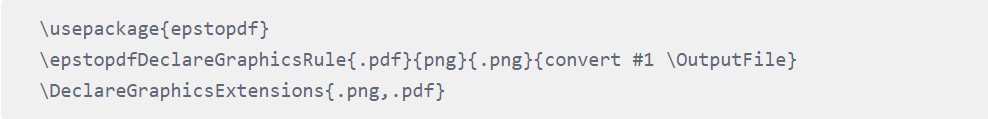 \usepackage{epstopdf}
\epstopdfDeclareGraphicsRule{.pdf}{png}{.png}{convert #1 \OutputFile}
\DeclareGraphicsExtensions{.png,.pdf}